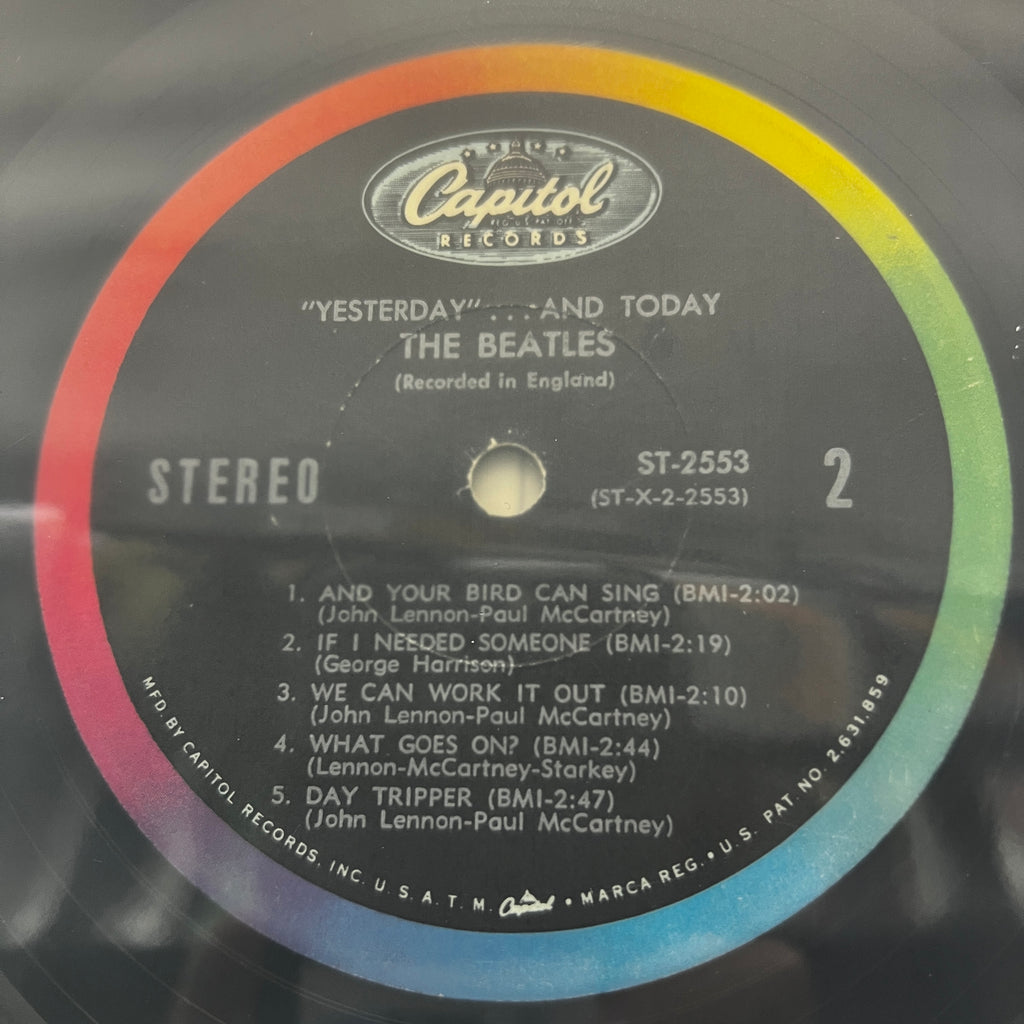 Capitol
REG. U.S. PAT. OFF.
RECORDS
"YESTERDAY"...AND TODAY
THE BEATLES
(Recorded in England)
STEREO
ST-2553
(ST-X-2-2553)
2
1. AND YOUR BIRD CAN SING (BMI-2:02)
(John Lennon-Paul McCartney)
2. IF I NEEDED SOMEONE (BMI-2:19)
(George Harrison)
3. WE CAN WORK IT OUT (BMI-2:10)
(John Lennon-Paul McCartney)
4. WHAT GOES ON? (BMI-2:44)
(Lennon-McCartney-Starkey)
5. DAY TRIPPER (BMI-2:47)
(John Lennon-Paul McCartney)
MFD. BY CAPITOL RECORDS, INC. U.S.A. T.M. Capitol • MARCA REG. • U.S. PAT. NO. 2,631,859